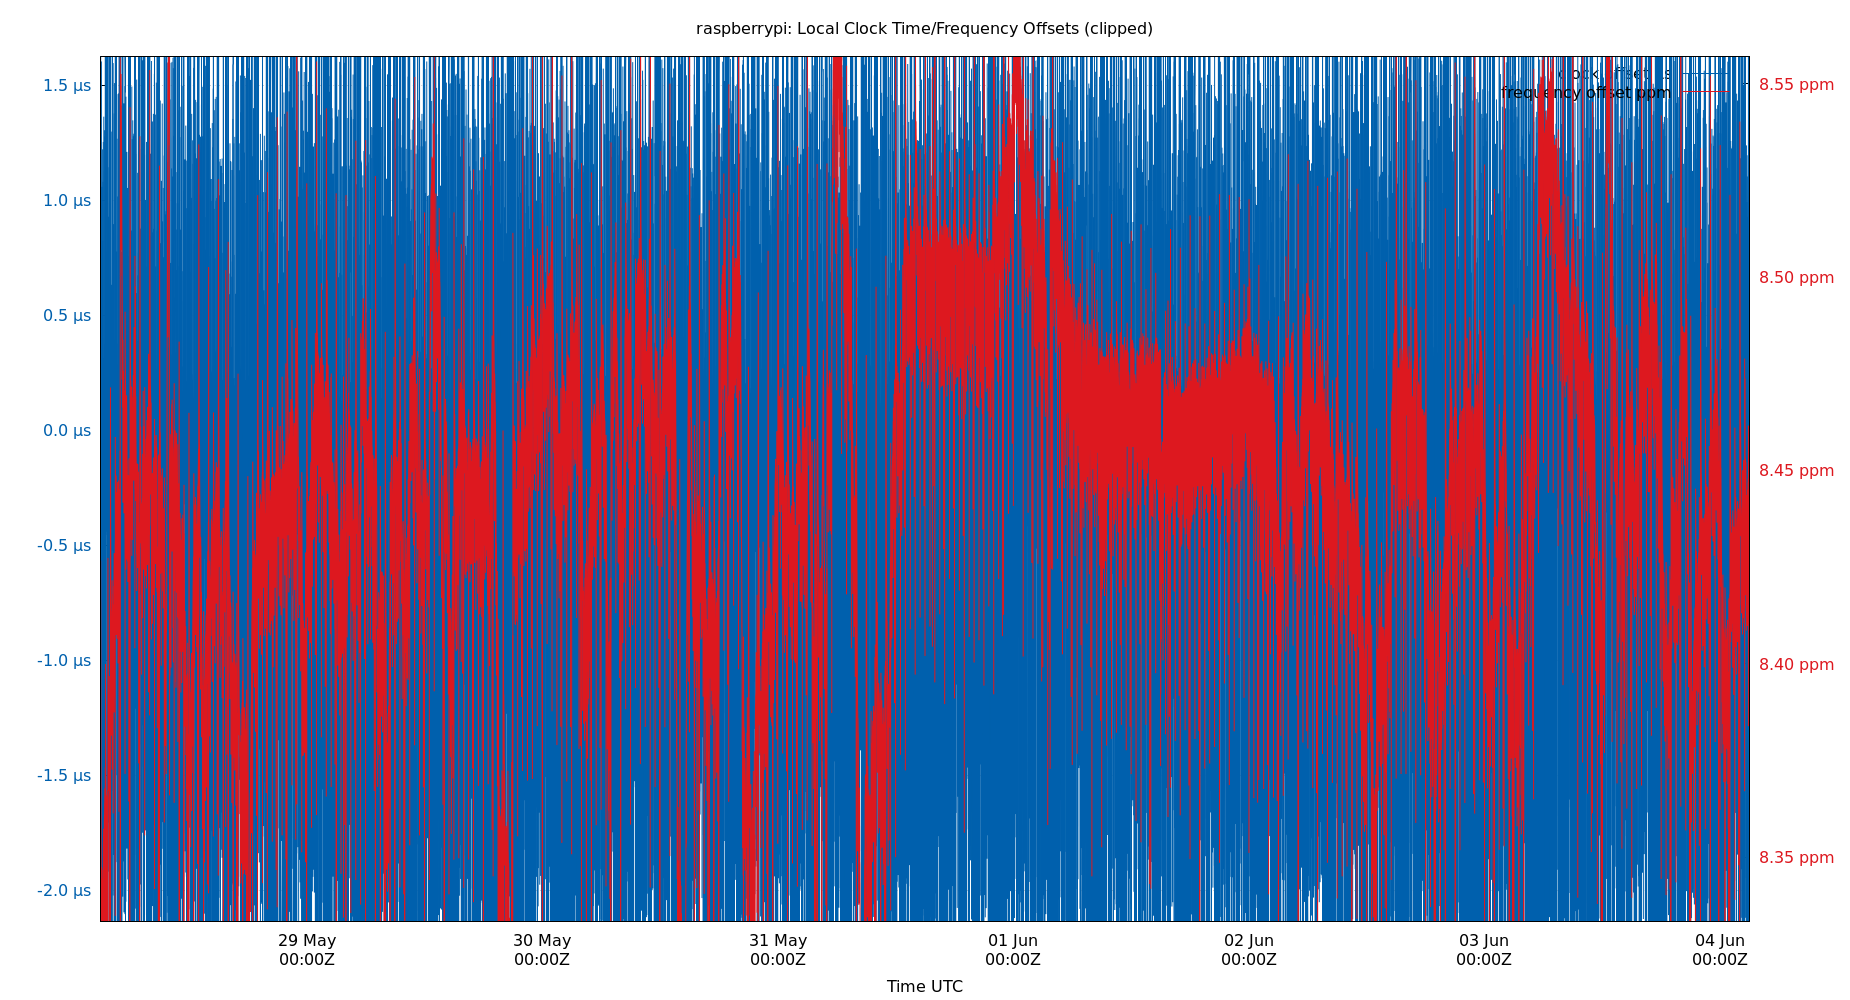 raspberrypi: Local Clock Time/Frequency Offsets (clipped)
clock offset
frequency offset ppm
1.5 µs
1.0 µs
0.5 µs
0.0 µs
-0.5 µs
-1.0 µs
-1.5 µs
-2.0 µs
8.55 ppm
8.50 ppm
8.45 ppm
8.40 ppm
8.35 ppm
29 May
00:00Z
30 May
00:00Z
31 May
00:00Z
01 Jun
00:00Z
02 Jun
00:00Z
03 Jun
00:00Z
04 Jun
00:00Z
Time UTC